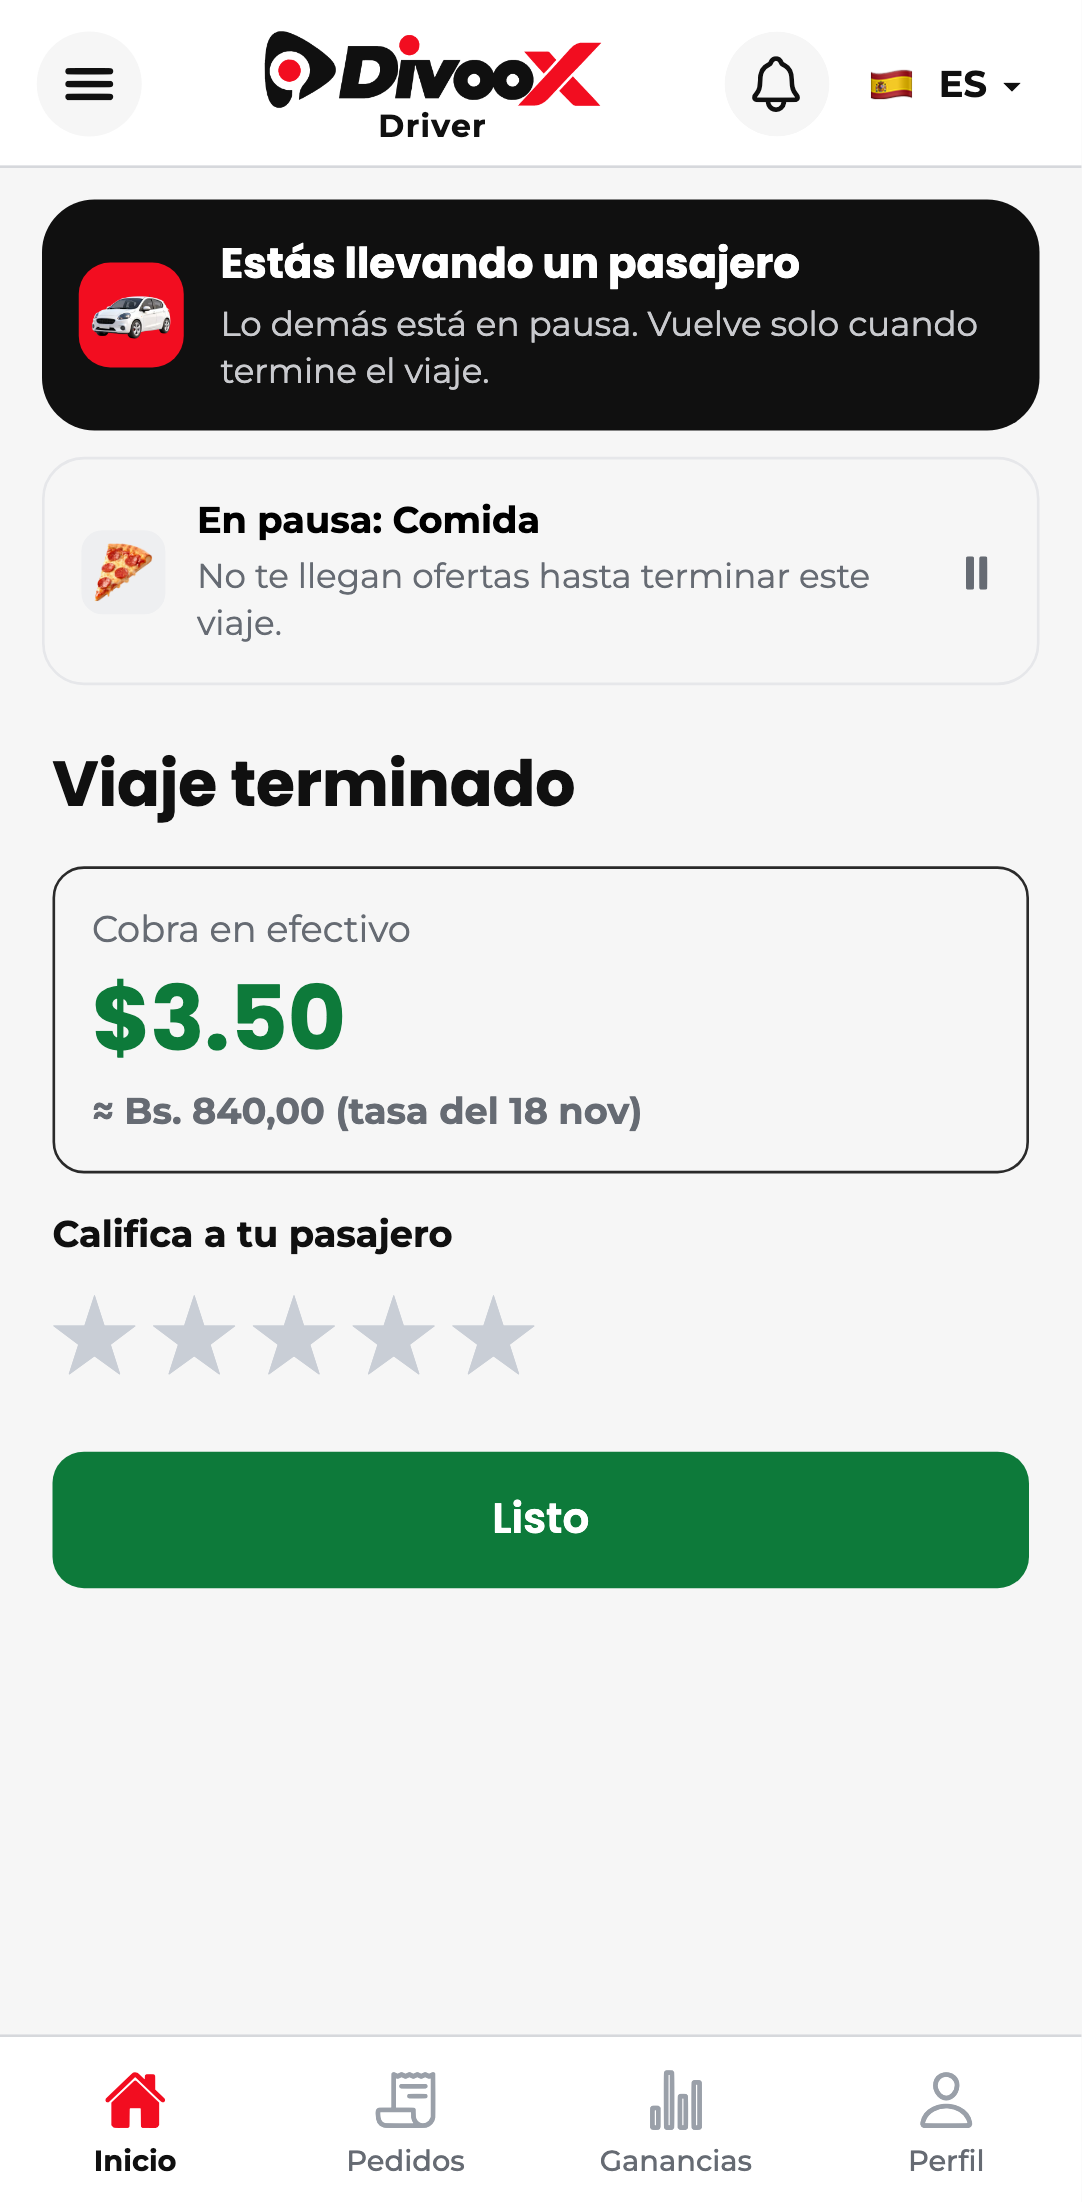 DivooX
Driver
ES
Estás llevando un pasajero
Lo demás está en pausa. Vuelve solo cuando
termine el viaje.
En pausa: Comida
No te llegan ofertas hasta terminar este
viaje.
Viaje terminado
Cobra en efectivo
$3.50
≈ Bs. 840,00 (tasa del 18 nov)
Califica a tu pasajero
Listo
Inicio
Pedidos
Ganancias
Perfil